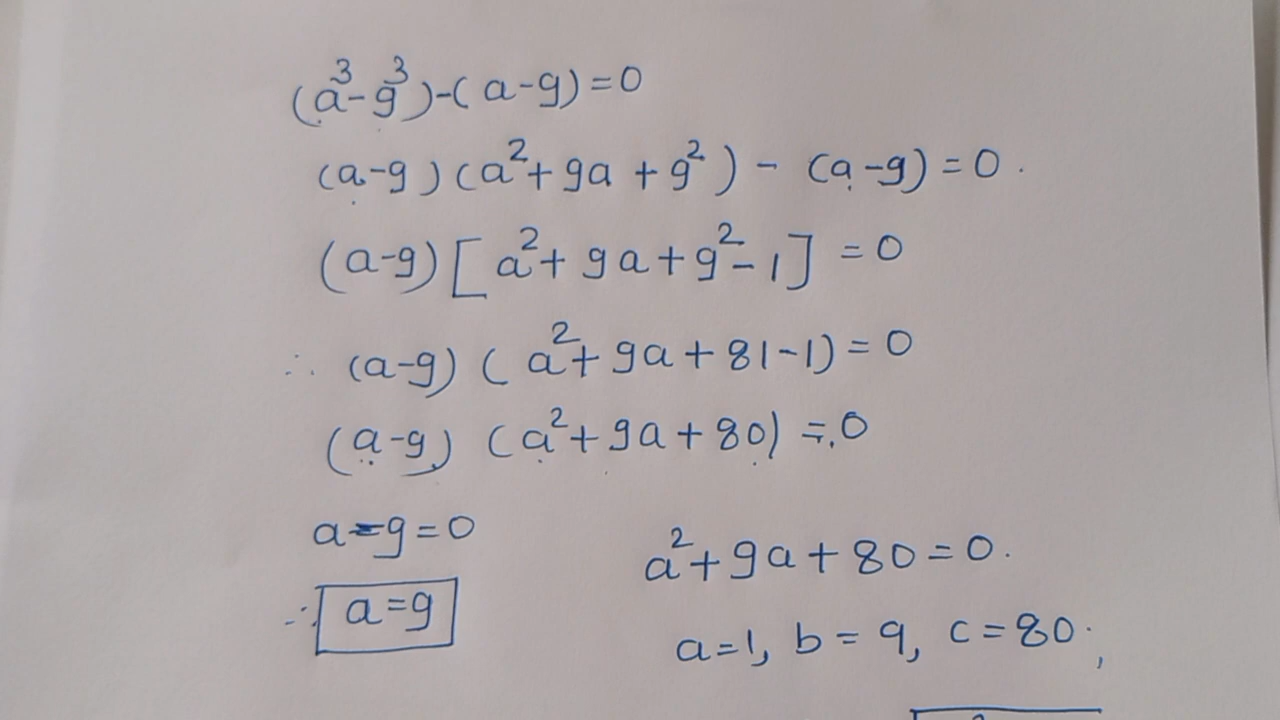 (a³-9³)-(a-9)=0
(a-9)(a²+9a+9²)-(a-9)=0.
(a-9)[a²+9a+9²-1]=0
∴ (a-9)(a²+9a+81-1)=0
(a-9)(a²+9a+80)=0
a-9=0
a²+9a+80=0.
∴ a=9
a=1, b=9, c=80;